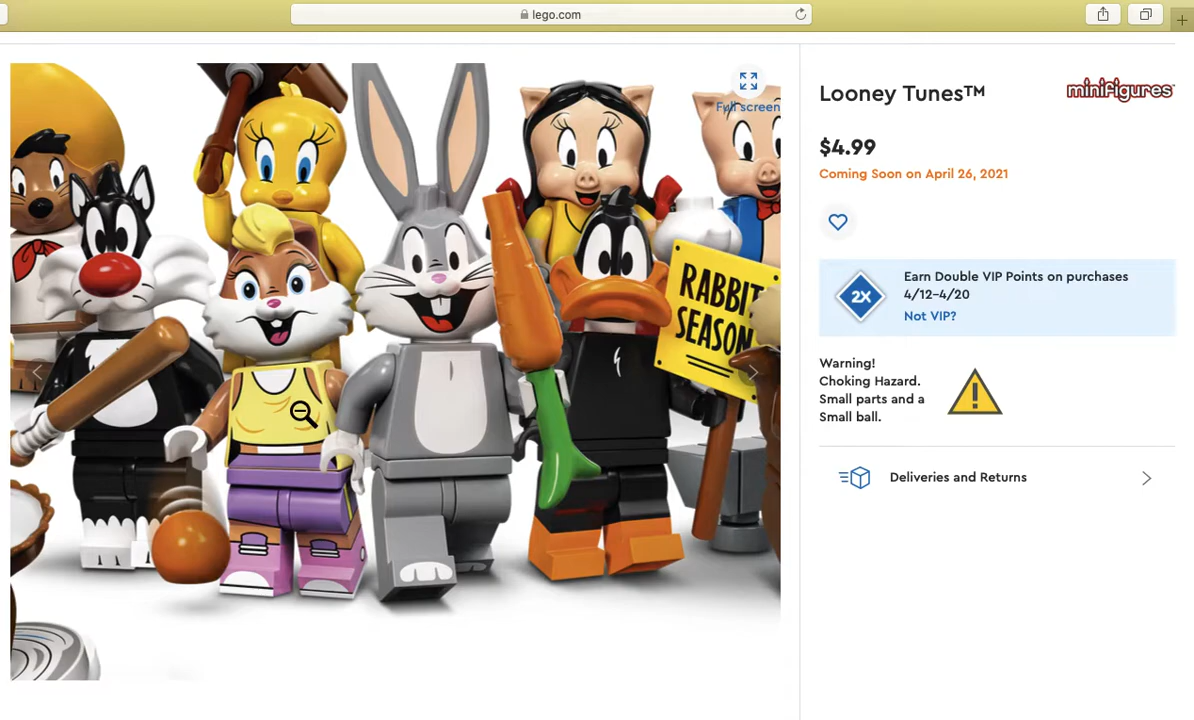 lego.com
Full screen
Looney Tunes™
minifigures
$4.99
Coming Soon on April 26, 2021
2X
Earn Double VIP Points on purchases
4/12–4/20
Not VIP?
Warning!
Choking Hazard.
Small parts and a
Small ball.
Deliveries and Returns
RABBIT
SEASON